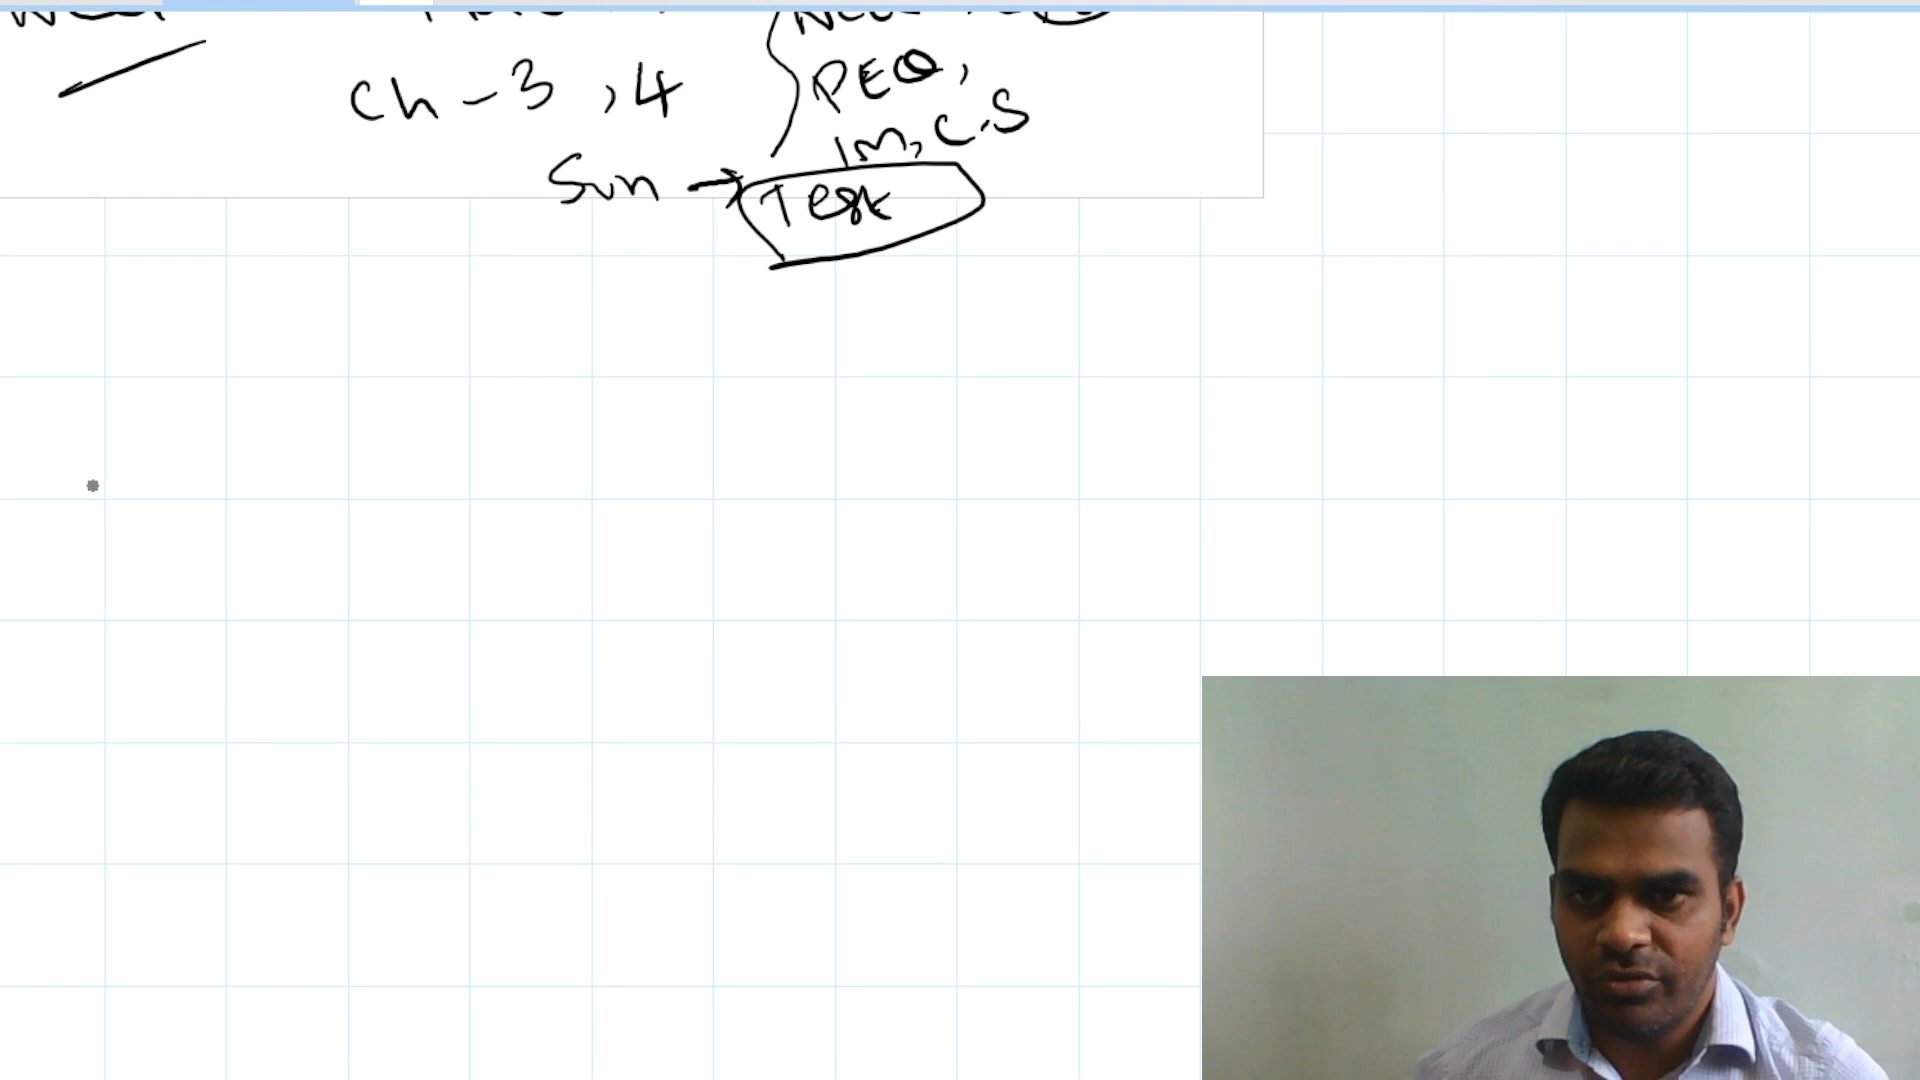 Ch - 3 , 4
PEQ,
IM, C.S
Sun → Test